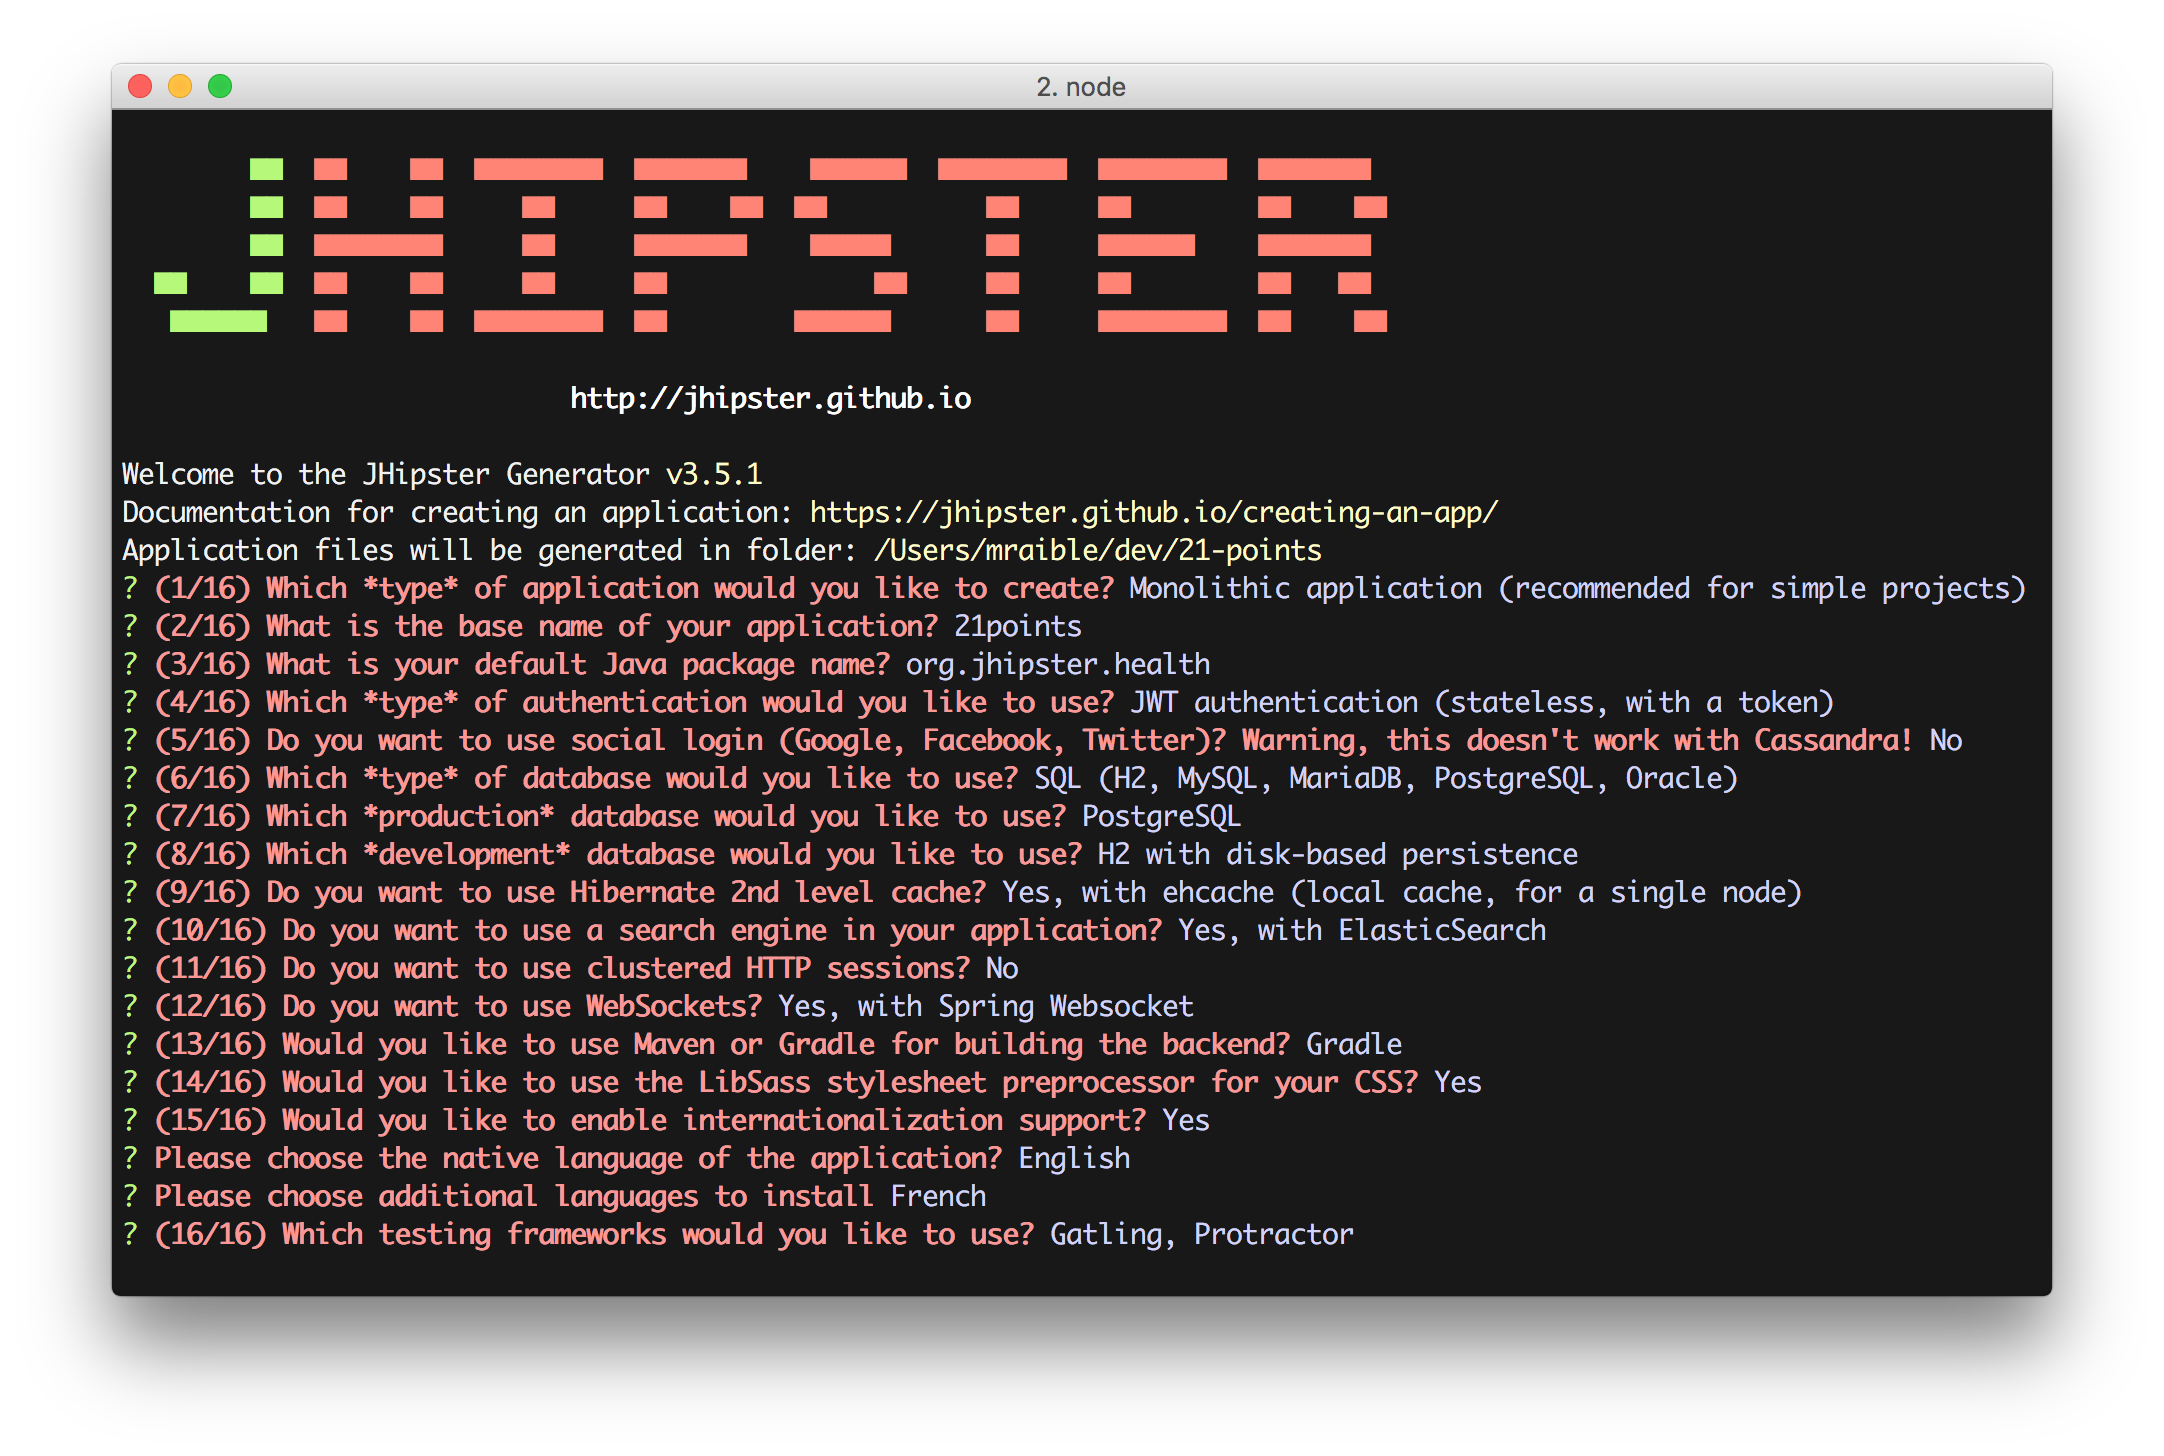 2. node
JHIPSTER
http://jhipster.github.io
Welcome to the JHipster Generator v3.5.1
Documentation for creating an application: https://jhipster.github.io/creating-an-app/
Application files will be generated in folder: /Users/mraible/dev/21-points
? (1/16) Which *type* of application would you like to create? Monolithic application (recommended for simple projects)
? (2/16) What is the base name of your application? 21points
? (3/16) What is your default Java package name? org.jhipster.health
? (4/16) Which *type* of authentication would you like to use? JWT authentication (stateless, with a token)
? (5/16) Do you want to use social login (Google, Facebook, Twitter)? Warning, this doesn't work with Cassandra! No
? (6/16) Which *type* of database would you like to use? SQL (H2, MySQL, MariaDB, PostgreSQL, Oracle)
? (7/16) Which *production* database would you like to use? PostgreSQL
? (8/16) Which *development* database would you like to use? H2 with disk-based persistence
? (9/16) Do you want to use Hibernate 2nd level cache? Yes, with ehcache (local cache, for a single node)
? (10/16) Do you want to use a search engine in your application? Yes, with ElasticSearch
? (11/16) Do you want to use clustered HTTP sessions? No
? (12/16) Do you want to use WebSockets? Yes, with Spring Websocket
? (13/16) Would you like to use Maven or Gradle for building the backend? Gradle
? (14/16) Would you like to use the LibSass stylesheet preprocessor for your CSS? Yes
? (15/16) Would you like to enable internationalization support? Yes
? Please choose the native language of the application? English
? Please choose additional languages to install French
? (16/16) Which testing frameworks would you like to use? Gatling, Protractor